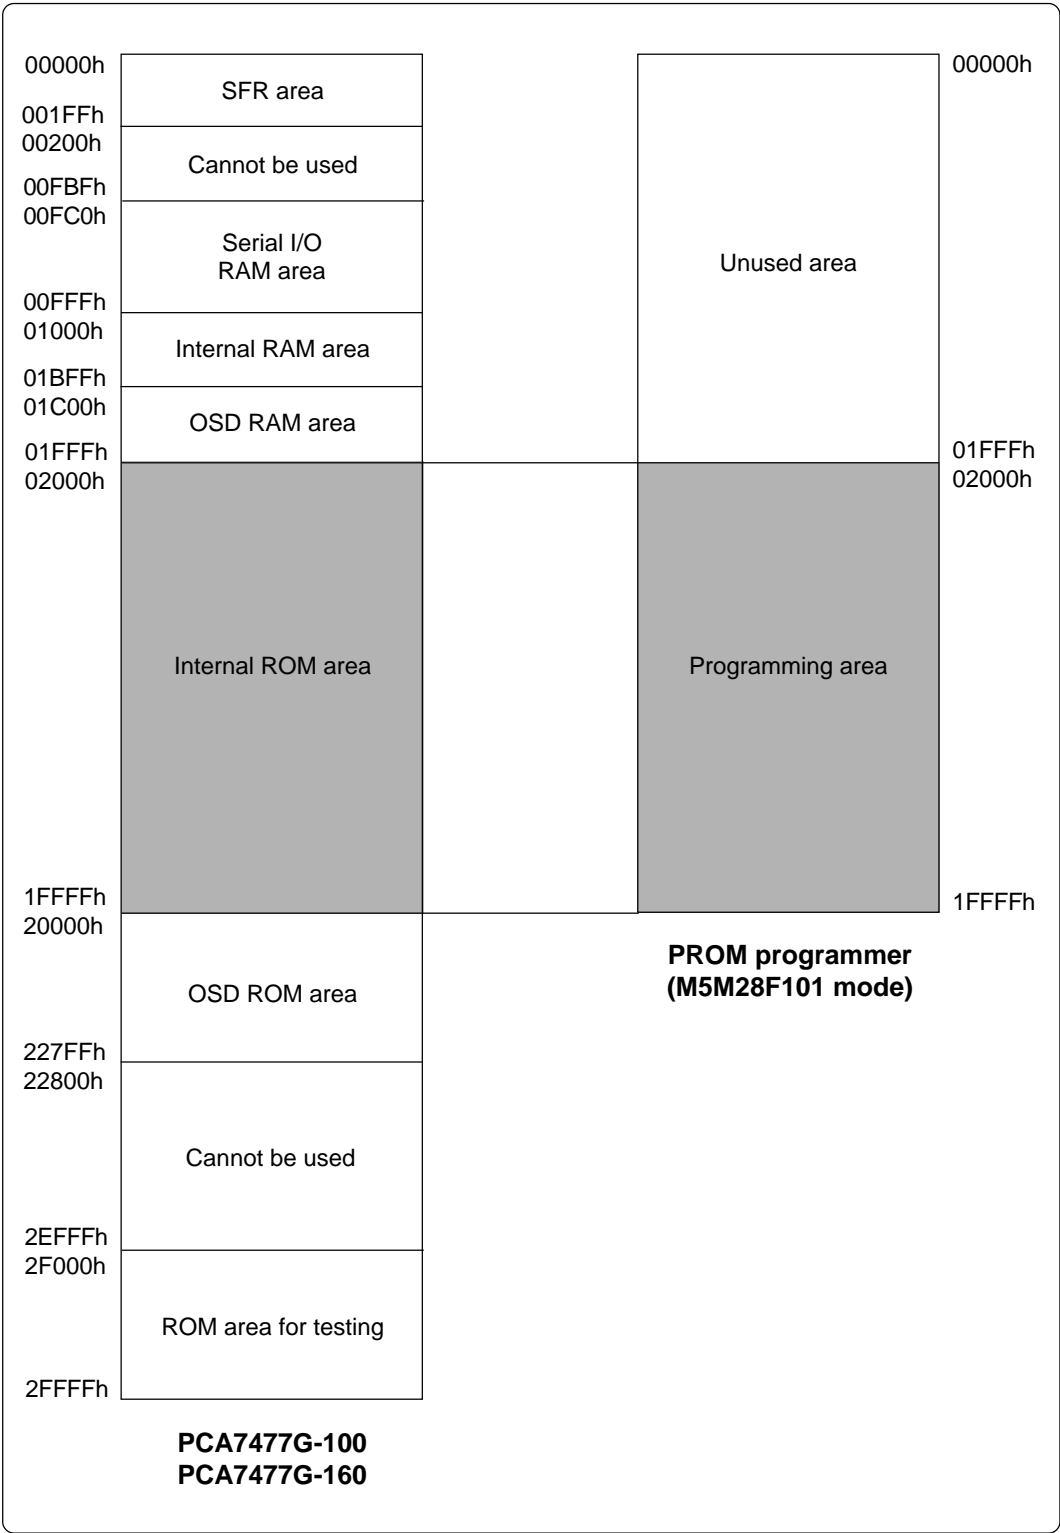 00000h
SFR area
001FFh
00200h
Cannot be used
00FBFh
00FC0h
Serial I/O
RAM area
00FFFh
01000h
Internal RAM area
01BFFh
01C00h
OSD RAM area
01FFFh
02000h
Internal ROM area
1FFFFh
20000h
OSD ROM area
227FFh
22800h
Cannot be used
2EFFFh
2F000h
ROM area for testing
2FFFFh
PCA7477G-100
PCA7477G-160
00000h
Unused area
01FFFh
02000h
Programming area
1FFFFh
PROM programmer
(M5M28F101 mode)